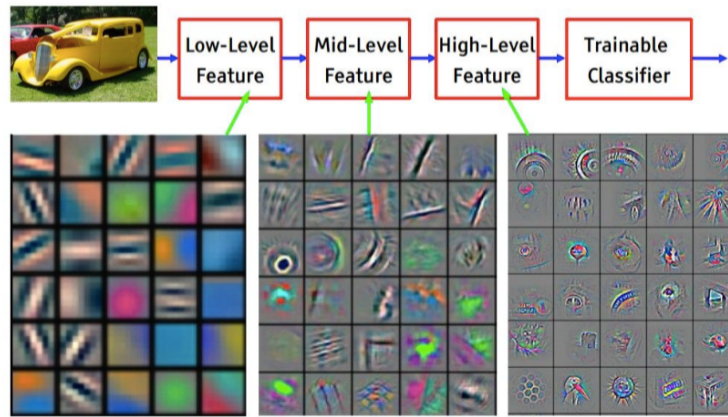 Low-Level
Feature
Mid-Level
Feature
High-Level
Feature
Trainable
Classifier